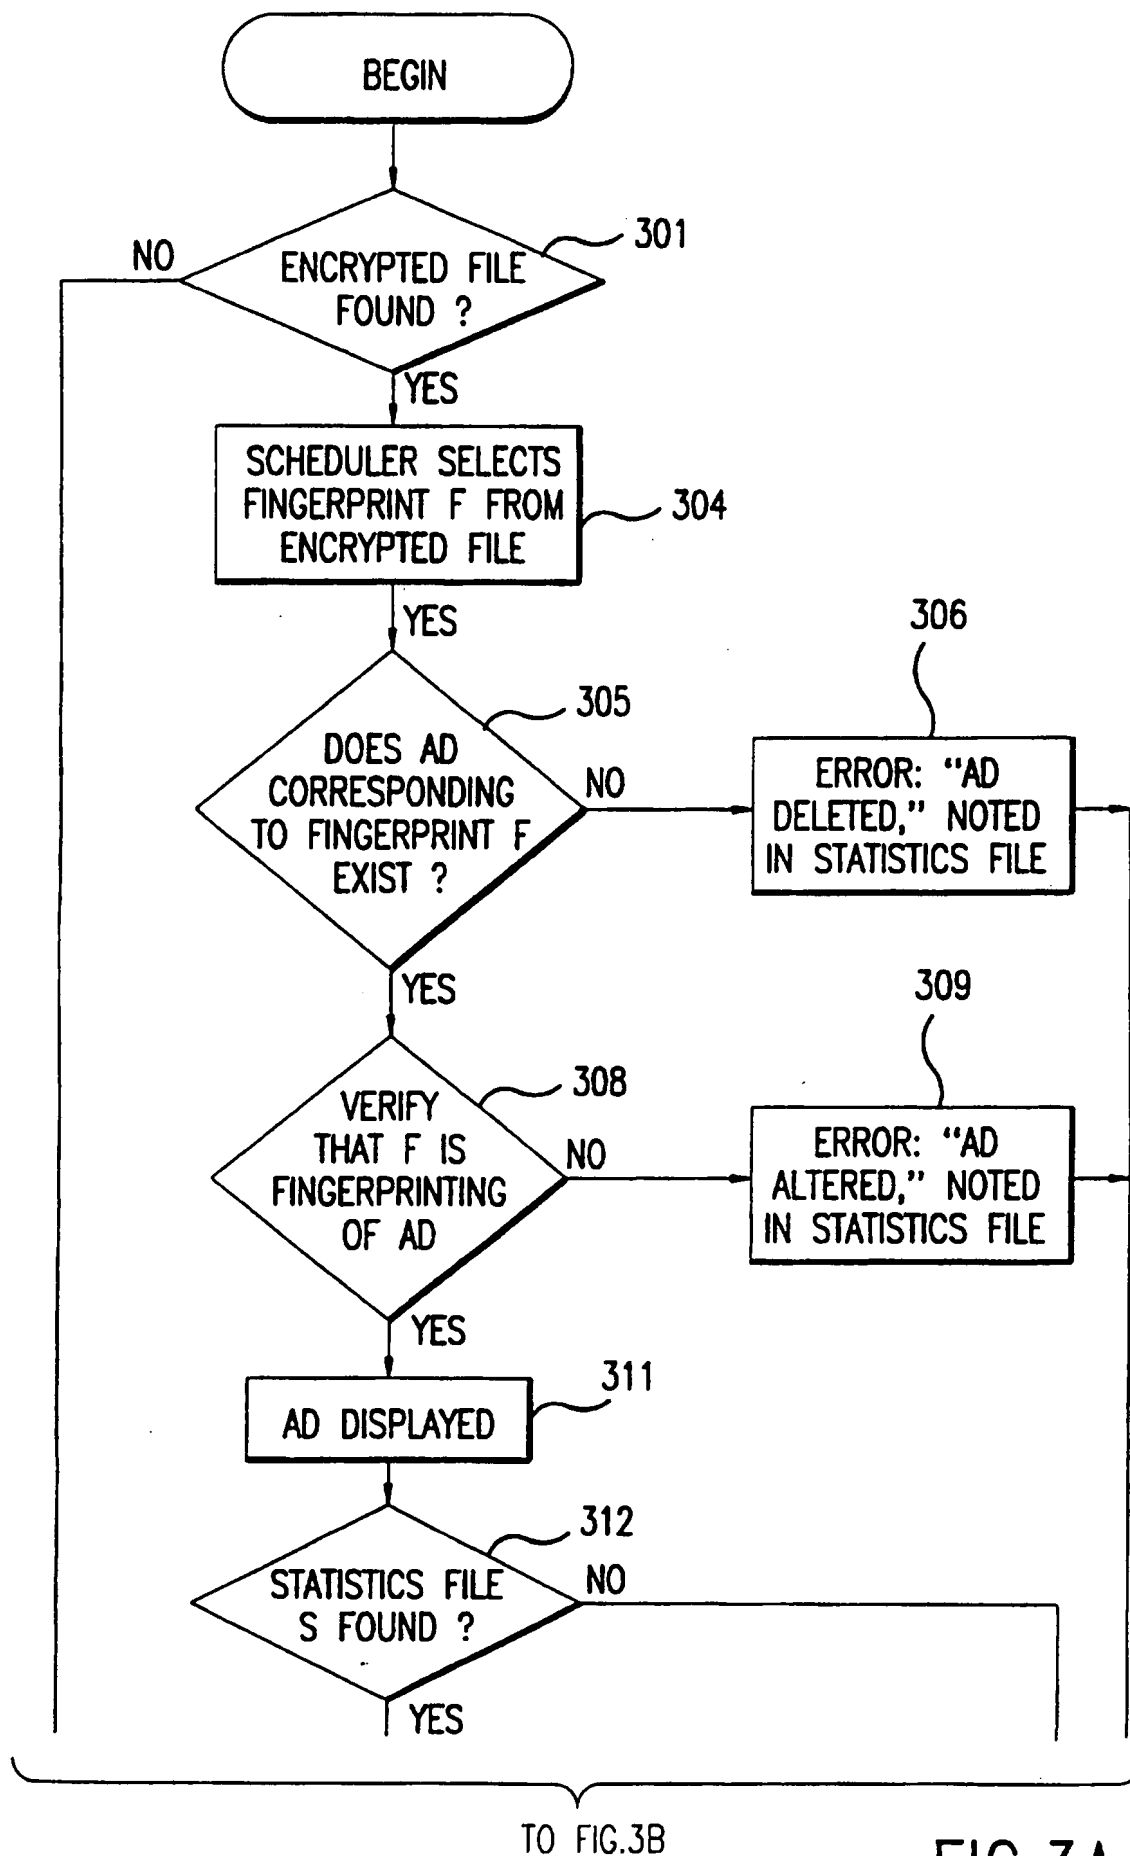 BEGIN
301
NO
ENCRYPTED FILE
FOUND ?
YES
SCHEDULER SELECTS
FINGERPRINT F FROM
ENCRYPTED FILE
304
YES
306
305
DOES AD
CORRESPONDING
TO FINGERPRINT F
EXIST ?
NO
ERROR: "AD
DELETED," NOTED
IN STATISTICS FILE
YES
309
308
VERIFY
THAT F IS
FINGERPRINTING
OF AD
NO
ERROR: "AD
ALTERED," NOTED
IN STATISTICS FILE
YES
311
AD DISPLAYED
312
STATISTICS FILE
S FOUND ?
NO
YES
TO FIG.3B
FIG.3A